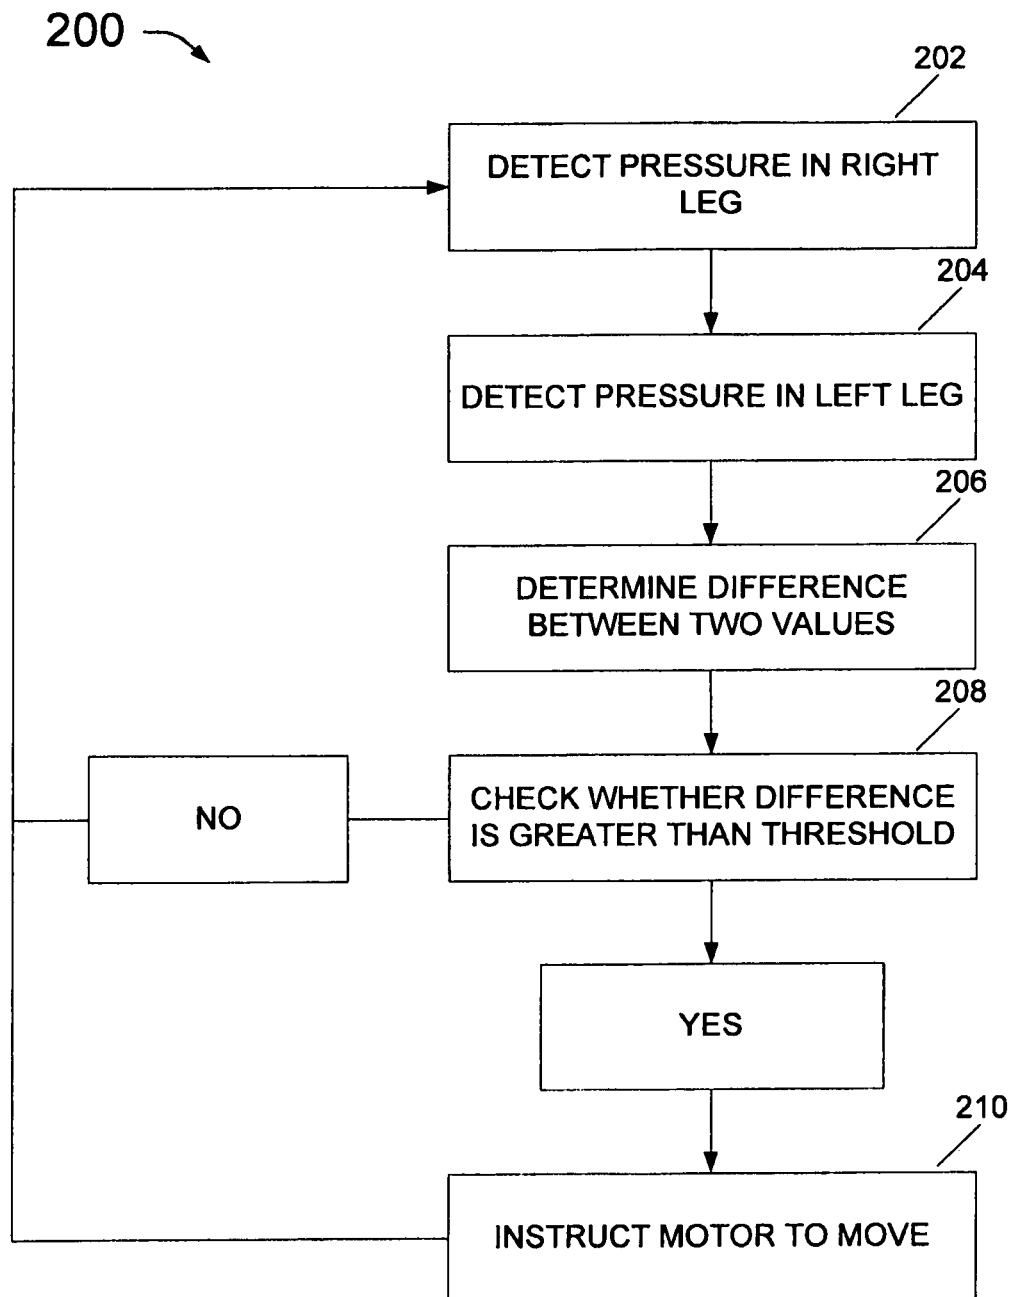 200
202
DETECT PRESSURE IN RIGHT
LEG
204
DETECT PRESSURE IN LEFT LEG
206
DETERMINE DIFFERENCE
BETWEEN TWO VALUES
208
CHECK WHETHER DIFFERENCE
IS GREATER THAN THRESHOLD
NO
YES
210
INSTRUCT MOTOR TO MOVE